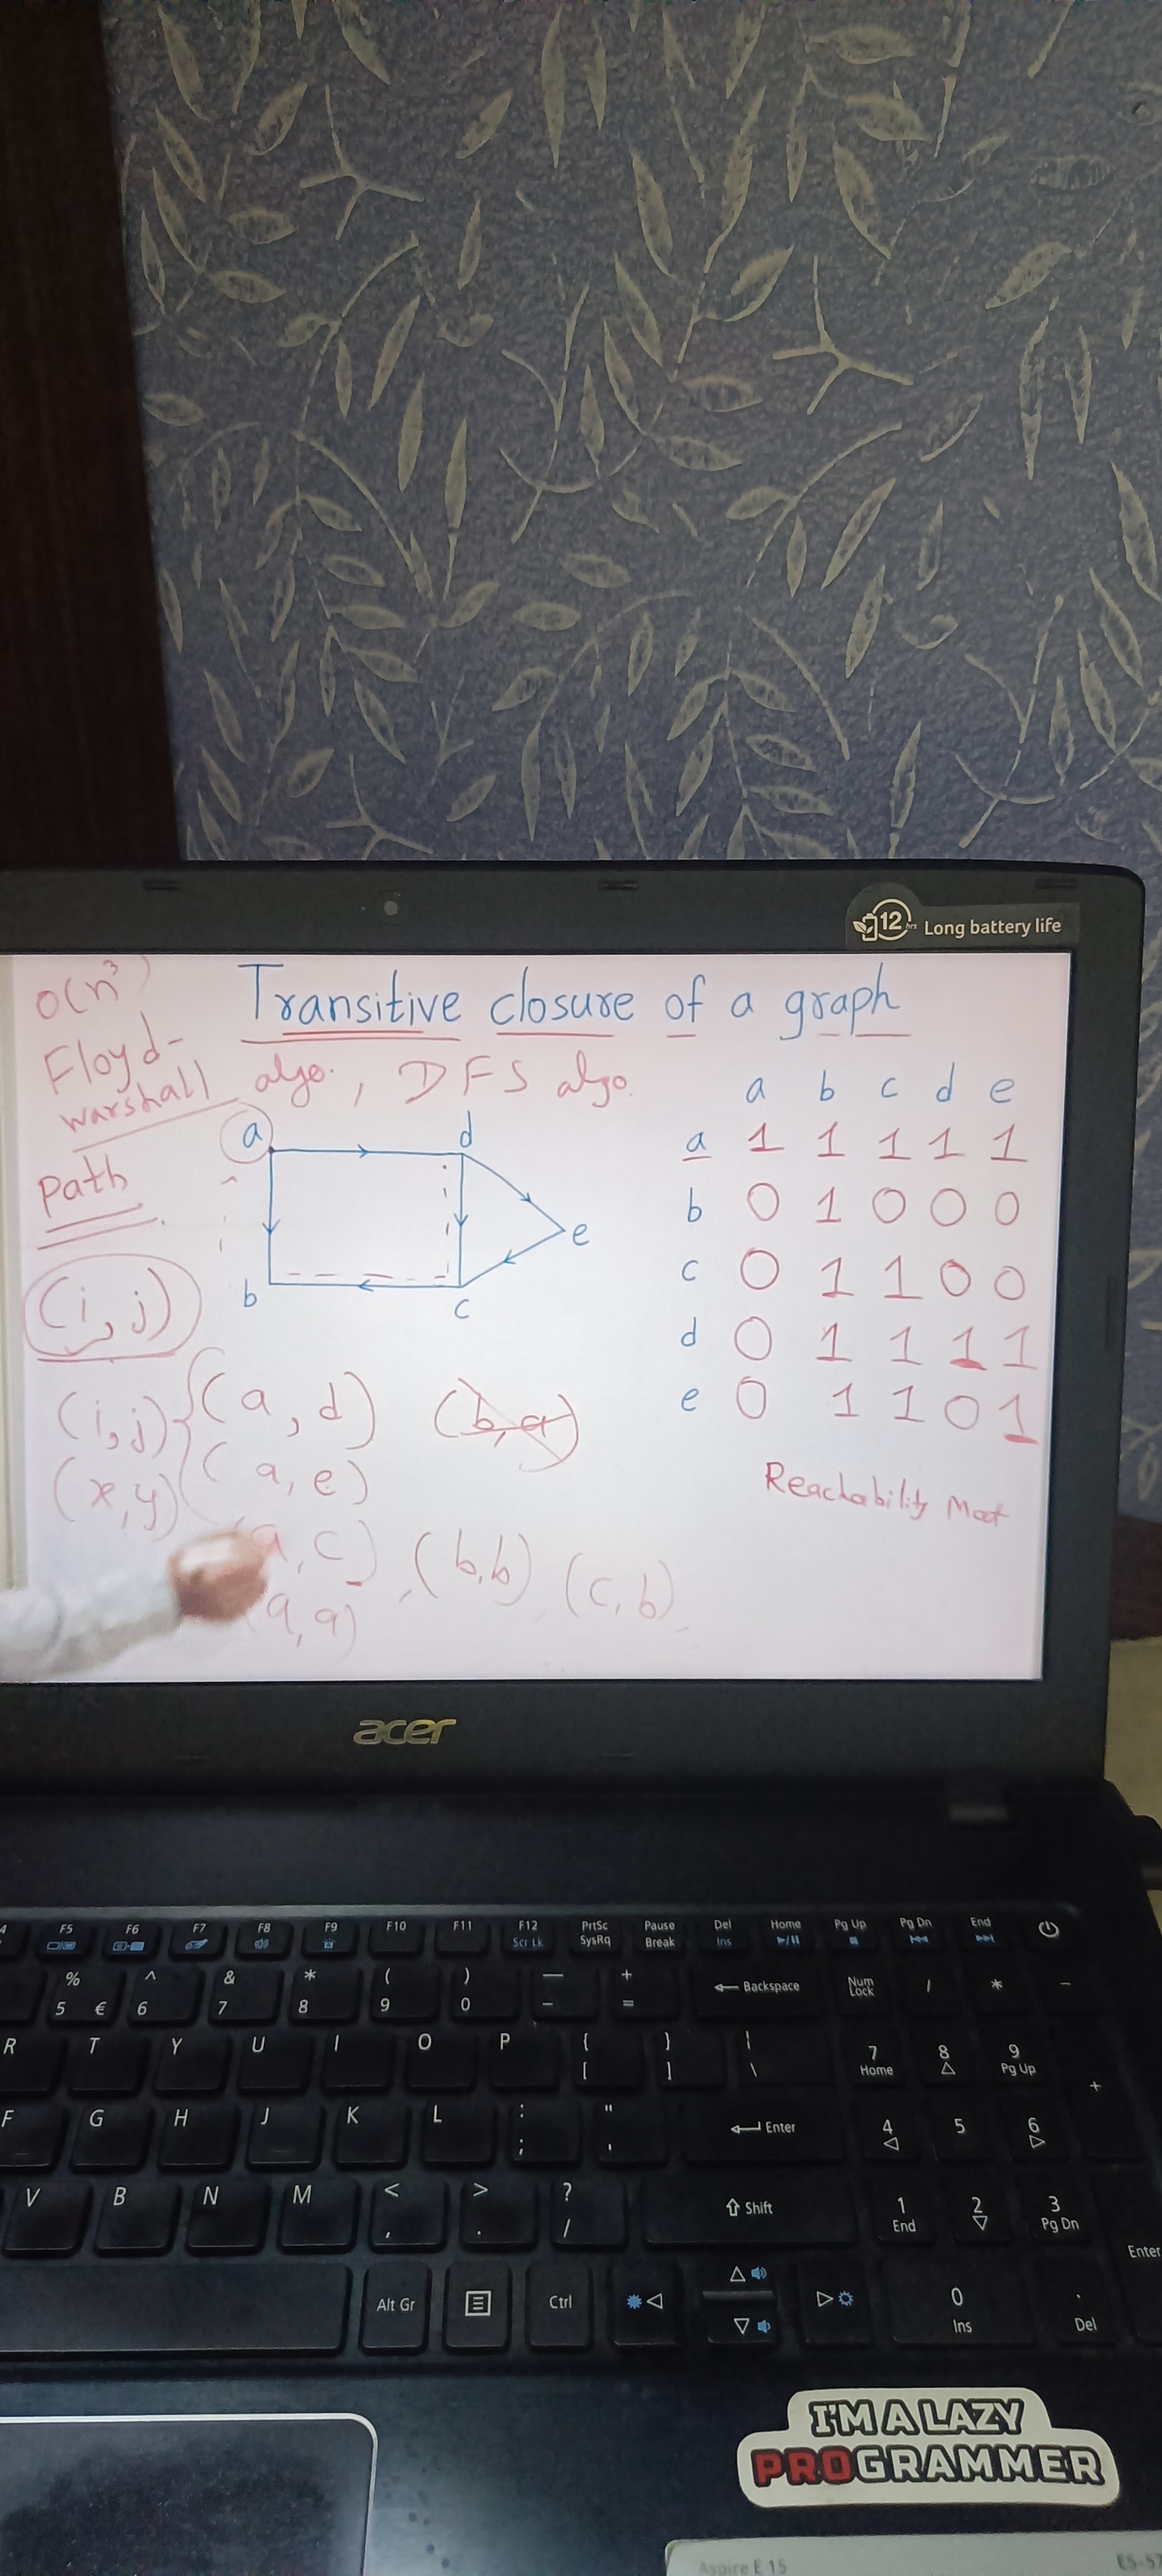 12 hrs Long battery life
O(n³)
Transitive closure of a graph
Floyd-
warshall algo., DFS algo.
Path
(i, j)
a d
e
b c
a b c d e
a 1 1 1 1 1
b 0 1 0 0 0
c 0 1 1 0 0
d 0 1 1 1 1
e 0 1 1 0 1
Reachability Mat
(i,j) {(a, d) (b,a)
(x,y) (a, e)
(a, c) , (b,b) , (c,b)
(a,a)
acer
F5 F6 F7 F8 F9 F10 F11 F12 PrtSc Pause Del Home Pg Up Pg Dn End
Scr Lk SysRq Break Ins
% ^ & * ( ) — + ← Backspace Num Lock / * -
5 € 6 7 8 9 0 - =
R T Y U I O P { } | 7 8 9
[ ] \ Home Pg Up
+
F G H J K L : " ← Enter 4 5 6
; '
V B N M < > ? ⇧ Shift 1 2 3
, . / End Pg Dn
Enter
Alt Gr Ctrl 0 .
Ins Del
I'M A LAZY
PROGRAMMER
Aspire E 15